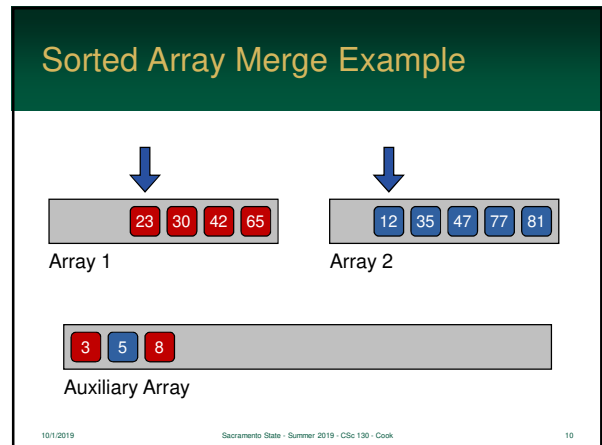 Sorted Array Merge Example
23 30 42 65
12 35 47 77 81
Array 1
Array 2
3 5 8
Auxiliary Array
10/1/2019
Sacramento State - Summer 2019 - CSc 130 - Cook
10